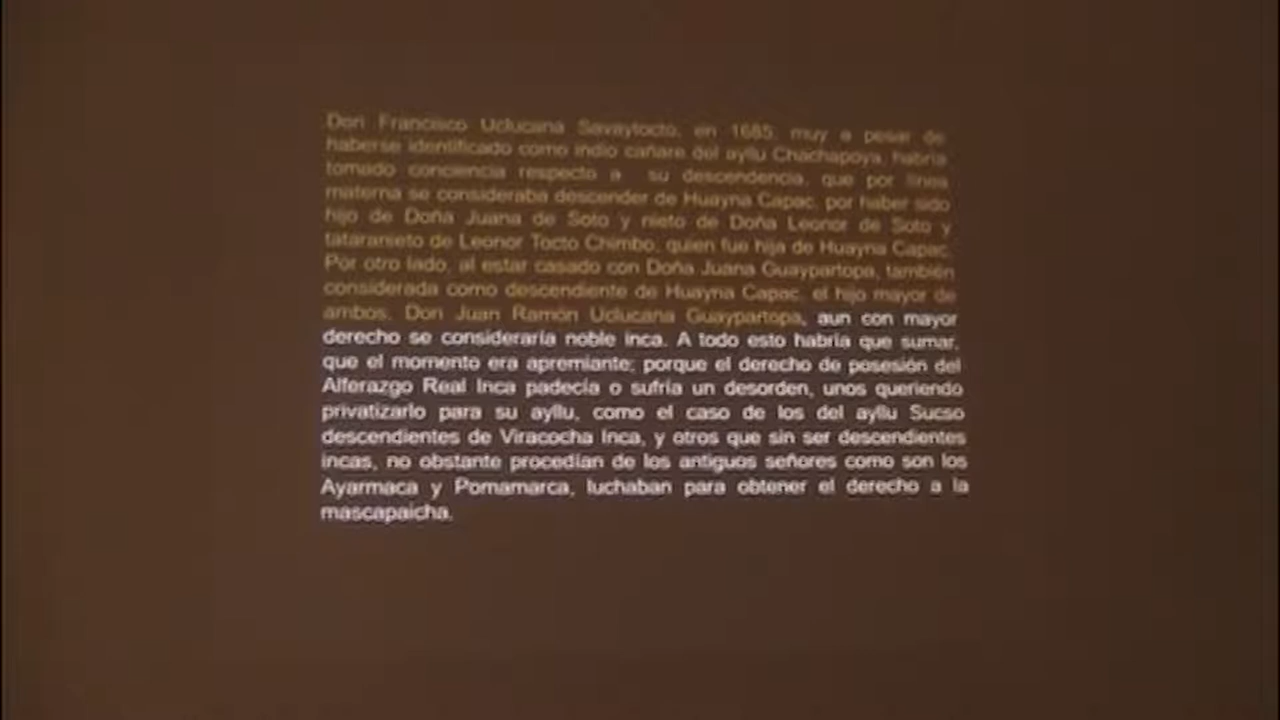 Don Francisco Uclucana Savaytocto, en 1685, muy a pesar de
haberse identificado como indio cañare del ayllu Chachapoya, habría
tomado conciencia respecto a su descendencia, que por línea
materna se consideraba descender de Huayna Capac, por haber sido
hijo de Doña Juana de Soto y nieto de Doña Leonor de Soto y
tataranieto de Leonor Tocto Chimbo, quien fue hija de Huayna Capac.
Por otro lado, al estar casado con Doña Juana Guaypartopa, también
considerada como descendiente de Huayna Capac, el hijo mayor de
ambos, Don Juan Ramón Uclucana Guaypartopa, aun con mayor
derecho se consideraría noble inca. A todo esto habría que sumar,
que el momento era apremiante; porque el derecho de posesión del
Alferazgo Real Inca padecía o sufría un desorden, unos queriendo
privatizarlo para su ayllu, como el caso de los del ayllu Sucso
descendientes de Viracocha Inca, y otros que sin ser descendientes
incas, no obstante procedían de los antiguos señores como son los
Ayarmaca y Pomamarca, luchaban para obtener el derecho a la
mascapaicha.